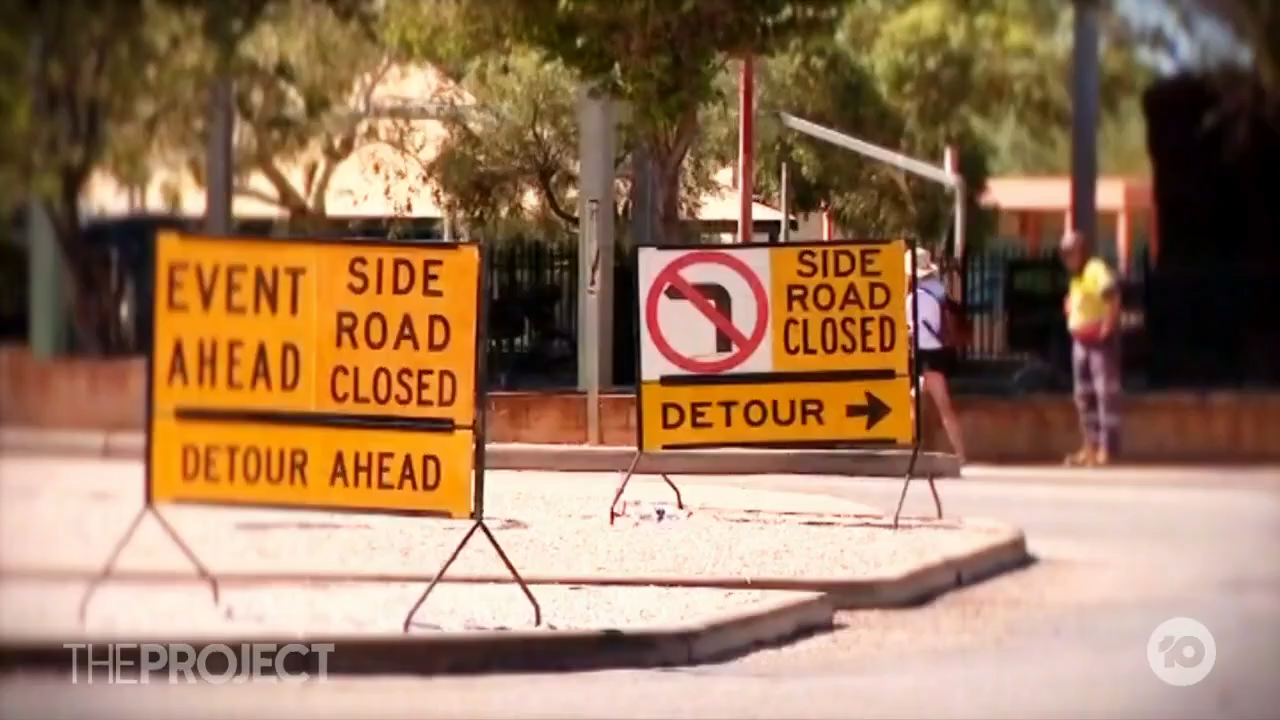 EVENT
AHEAD
SIDE
ROAD
CLOSED
DETOUR AHEAD
SIDE
ROAD
CLOSED
DETOUR
THEPROJECT
10